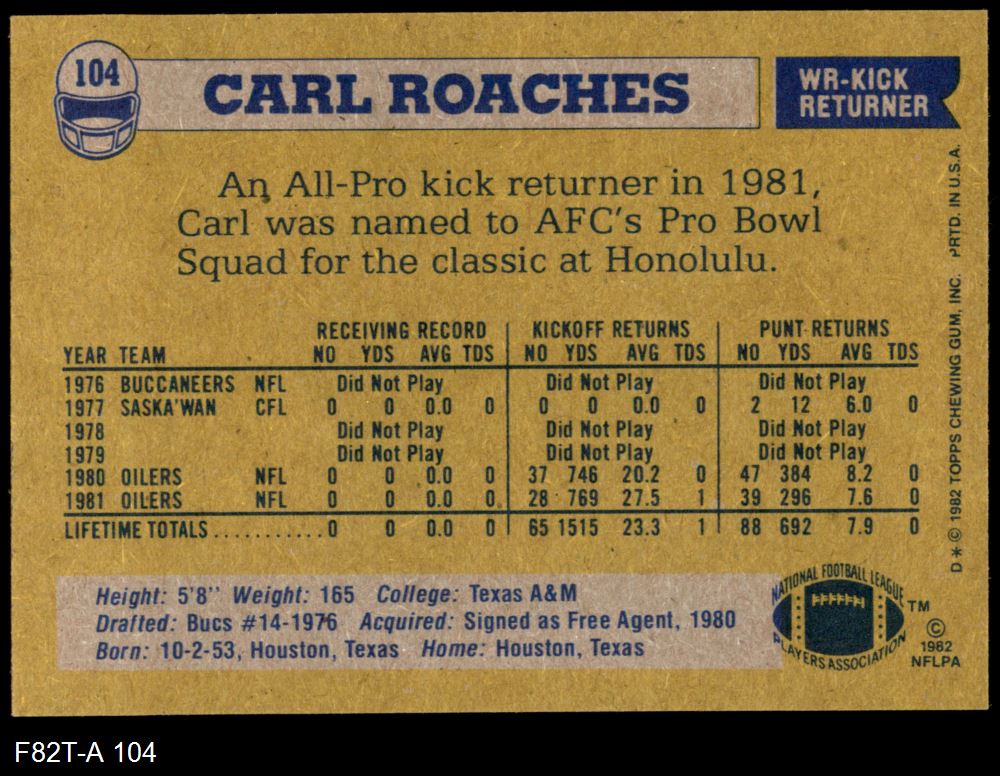 104
CARL ROACHES
WR-KICK
RETURNER
An All-Pro kick returner in 1981,
Carl was named to AFC's Pro Bowl
Squad for the classic at Honolulu.
RECEIVING RECORD KICKOFF RETURNS PUNT RETURNS
YEAR TEAM NO YDS AVG TDS NO YDS AVG TDS NO YDS AVG TDS
1976 BUCCANEERS NFL Did Not Play Did Not Play Did Not Play
1977 SASKA'WAN CFL 0 0 0.0 0 0 0 0.0 0 2 12 6.0 0
1978 Did Not Play Did Not Play Did Not Play
1979 Did Not Play Did Not Play Did Not Play
1980 OILERS NFL 0 0 0.0 0 37 746 20.2 0 47 384 8.2 0
1981 OILERS NFL 0 0 0.0 0 28 769 27.5 1 39 296 7.6 0
LIFETIME TOTALS...........0 0 0.0 0 65 1515 23.3 1 88 692 7.9 0
Height: 5'8" Weight: 165 College: Texas A&M
Drafted: Bucs #14-1976 Acquired: Signed as Free Agent, 1980
Born: 10-2-53, Houston, Texas Home: Houston, Texas
NATIONAL FOOTBALL LEAGUE
PLAYERS ASSOCIATION
TM
©
1982
NFLPA
D * © 1982 TOPPS CHEWING GUM, INC. PRTD. IN U.S.A.
F82T-A 104